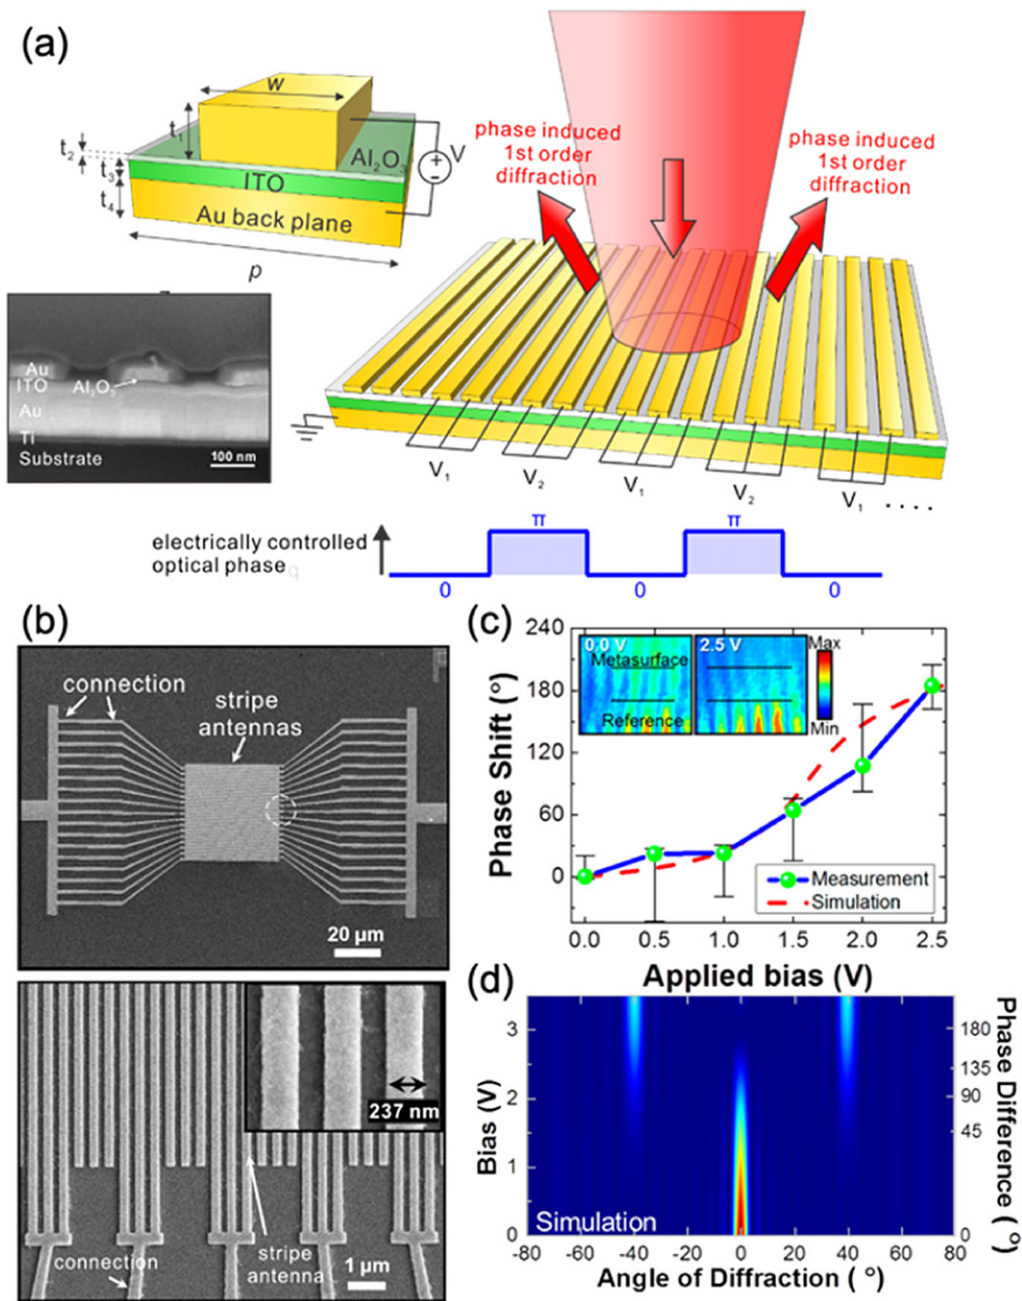 (a)
w
t₁
t₂
t₃
t₄
Al₂O₃
V
ITO
Au back plane
p
phase induced
1st order
diffraction
phase induced
1st order
diffraction
Au
ITO
Al₂O₃
Au
Ti
Substrate
100 nm
V₁
V₂
V₁
V₂
V₁
. . . .
electrically controlled
optical phase
π
π
0
0
0
(b)
connection
stripe
antennas
20 µm
237 nm
connection
stripe
antenna
1 µm
(c)
Phase Shift (°)
240
180
120
60
0
0.0 V
2.5 V
Metasurface
Reference
Max
Min
Measurement
Simulation
0.0
0.5
1.0
1.5
2.0
2.5
Applied bias (V)
(d)
Bias (V)
3
2
1
0
Simulation
180
135
90
45
0
Phase Difference ( °)
-80
-60
-40
-20
0
20
40
60
80
Angle of Diffraction ( °)